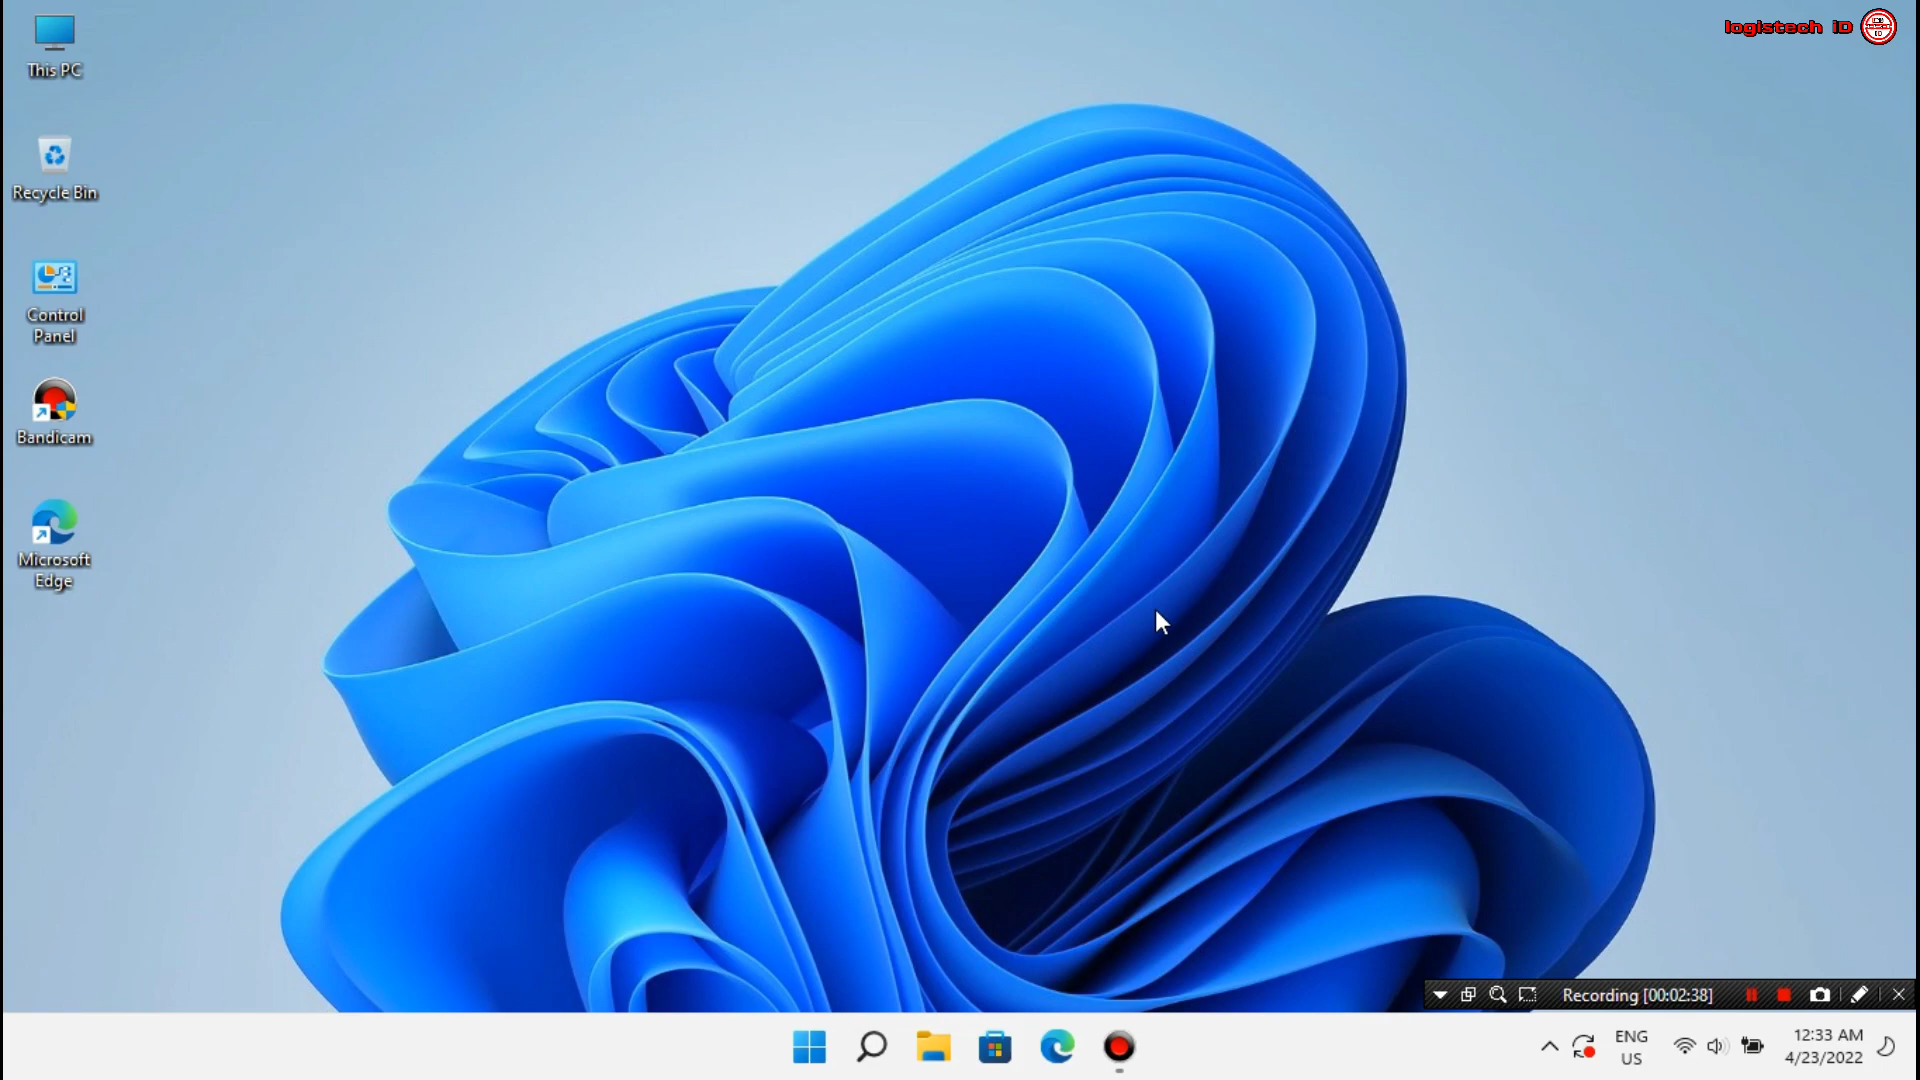 logistech iD
This PC
Recycle Bin
Control
Panel
Bandicam
Microsoft
Edge
Recording [00:02:38]
ENG
US
12:33 AM
4/23/2022